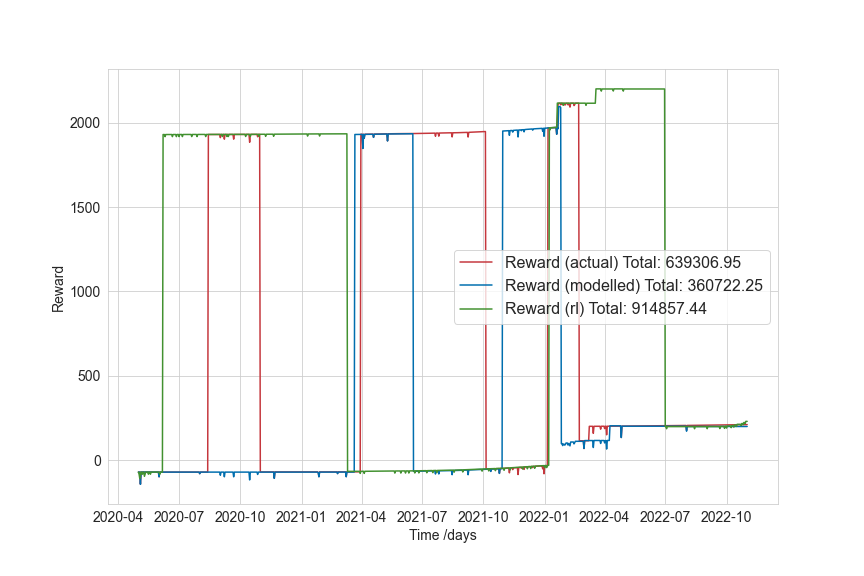 2000
1500
1000
500
0
Reward
Reward (actual) Total: 639306.95
Reward (modelled) Total: 360722.25
Reward (rl) Total: 914857.44
2020-04 2020-07 2020-10 2021-01 2021-04 2021-07 2021-10 2022-01 2022-04 2022-07 2022-10
Time /days